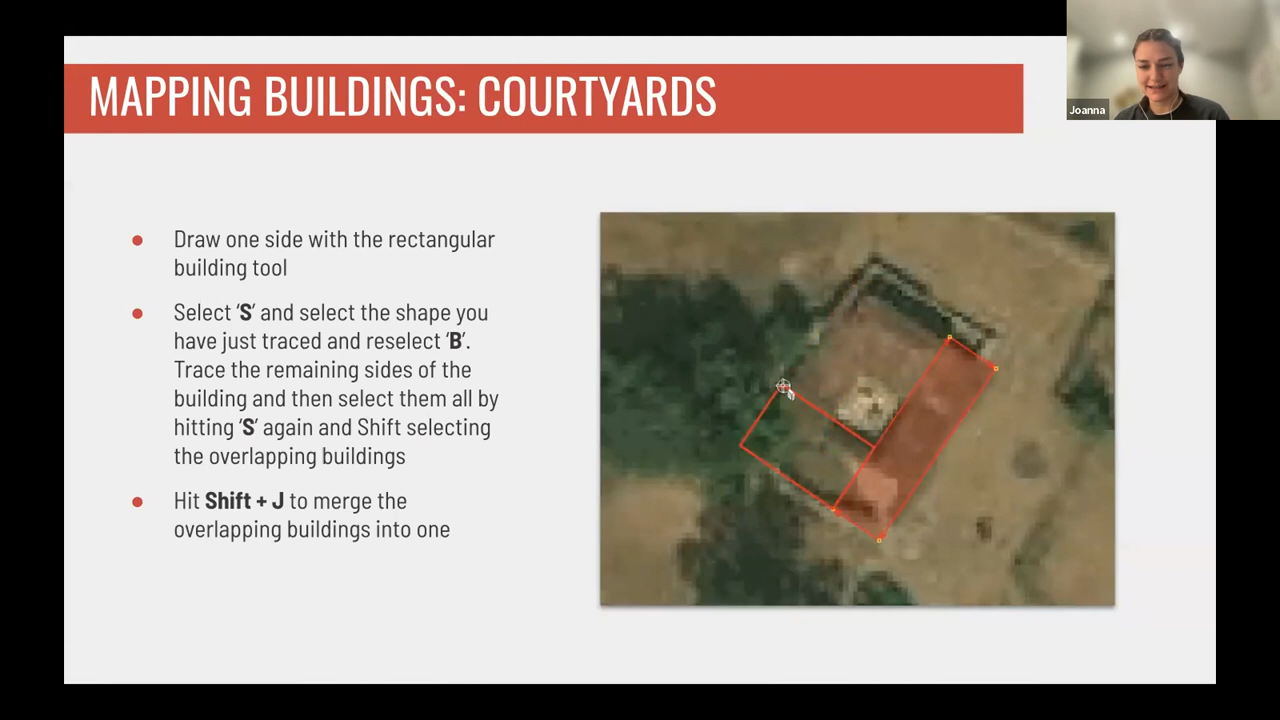 MAPPING BUILDINGS: COURTYARDS
Joanna
● Draw one side with the rectangular
building tool
● Select ‘S’ and select the shape you
have just traced and reselect ‘B’.
Trace the remaining sides of the
building and then select them all by
hitting ‘S’ again and Shift selecting
the overlapping buildings
● Hit Shift + J to merge the
overlapping buildings into one